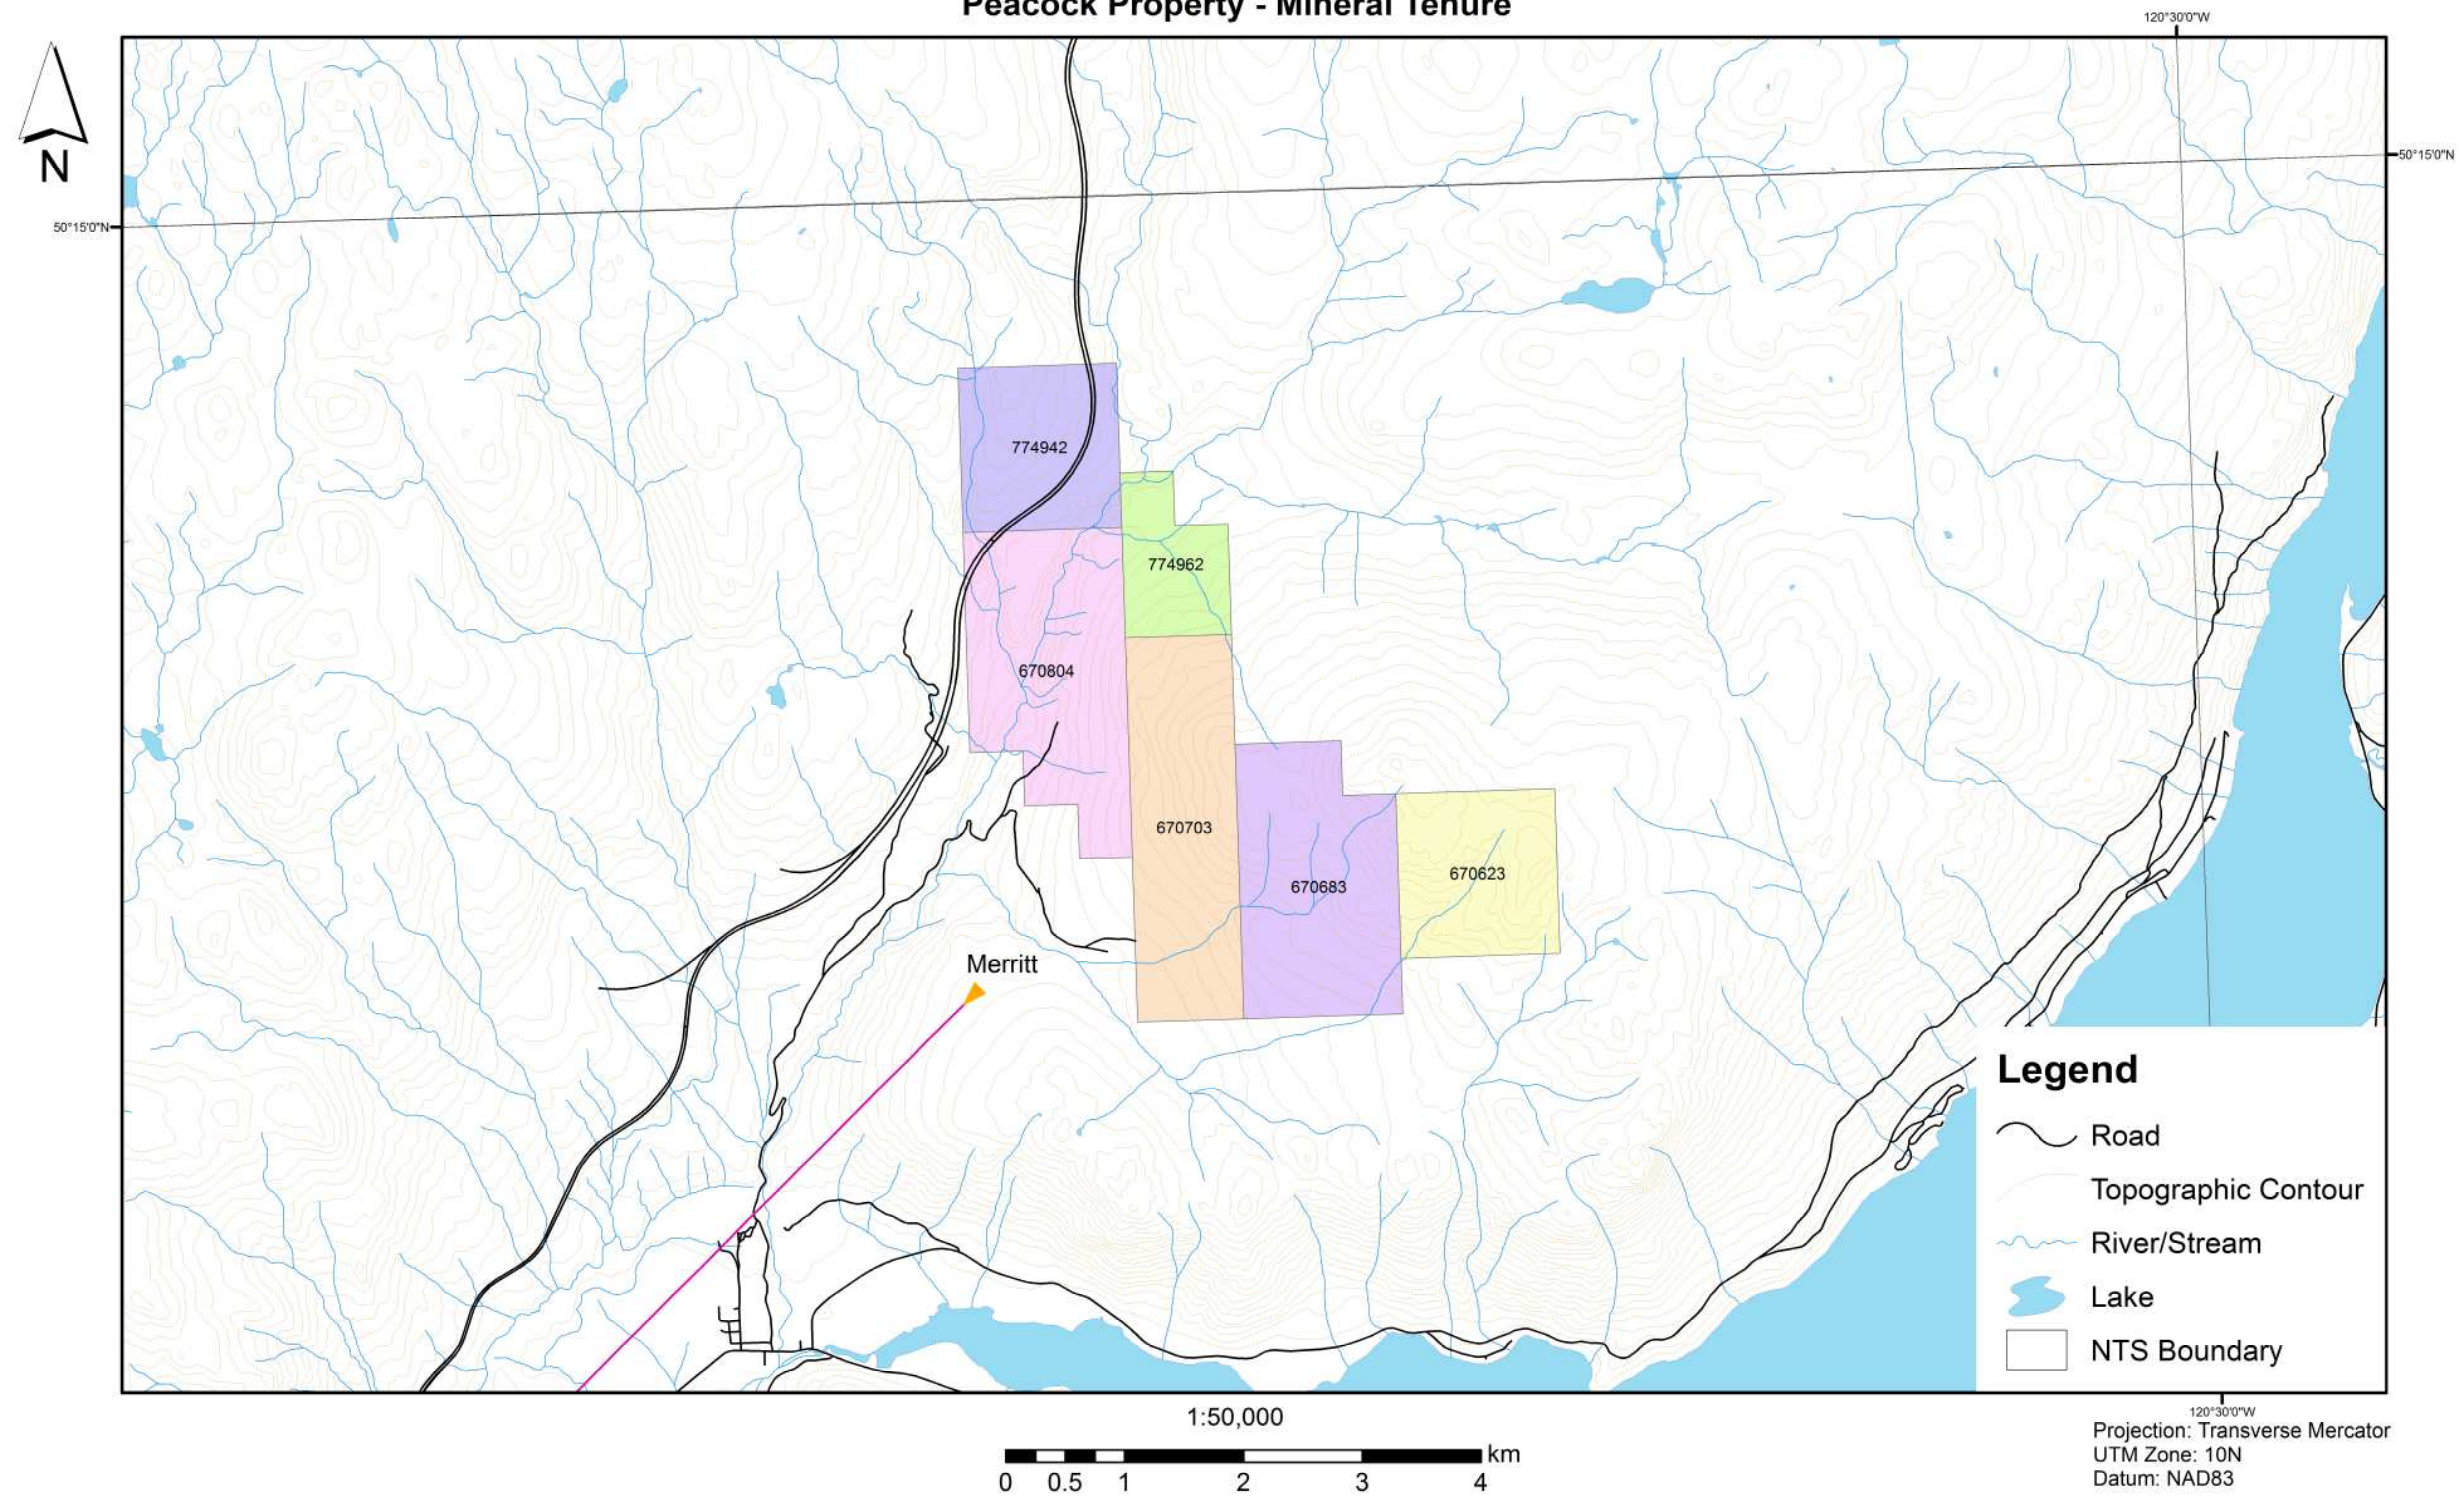 Peacock Property - Mineral Tenure
120°30'0"W
N
50°15'0"N
50°15'0"N
774942
774962
670804
670703
670683
670623
Merritt
Legend
Road
Topographic Contour
River/Stream
Lake
NTS Boundary
1:50,000
km
0 0.5 1 2 3 4
120°30'0"W
Projection: Transverse Mercator
UTM Zone: 10N
Datum: NAD83